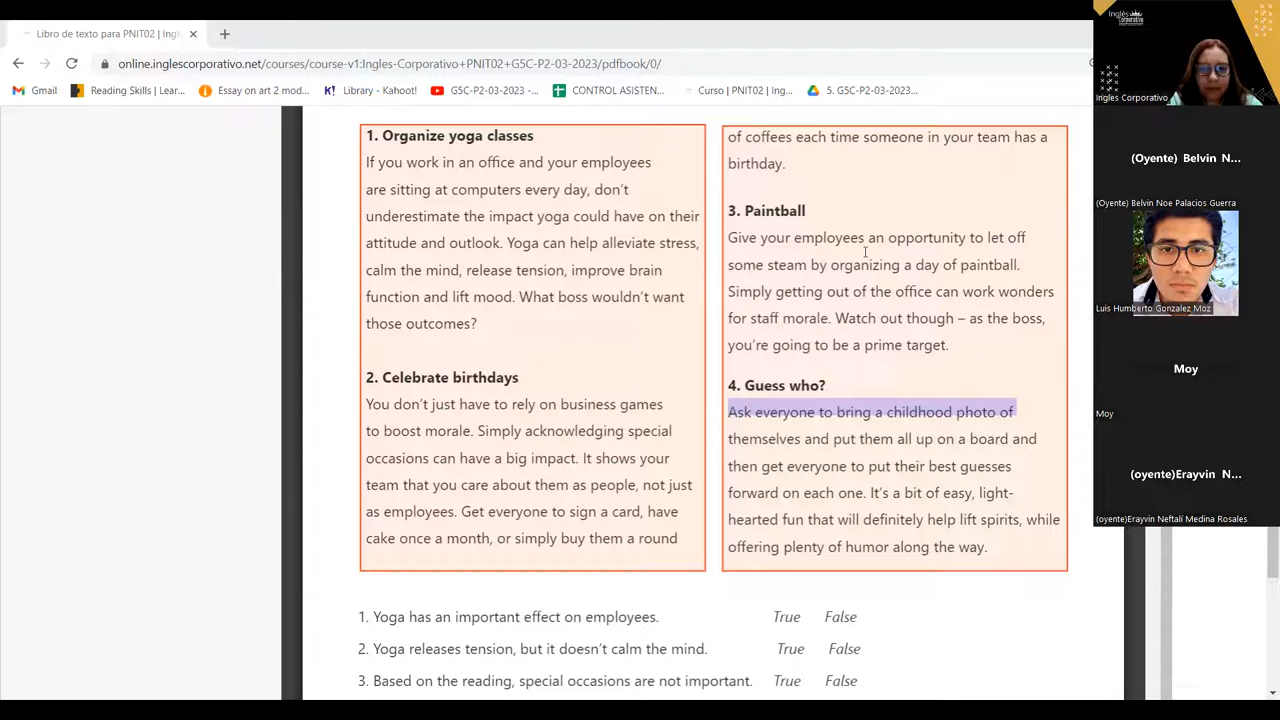 Libro de texto para PNIT02 | Ingl
online.inglescorporativo.net/courses/course-v1:Ingles-Corporativo+PNIT02+G5C-P2-03-2023/pdfbook/0/
Gmail
Reading Skills | Lear...
Essay on art 2 mod...
Library - Kahoot!
G5C-P2-03-2023 -...
CONTROL ASISTEN...
Curso | PNIT02 | Ing...
5. G5C-P2-03-2023...
1. Organize yoga classes
If you work in an office and your employees
are sitting at computers every day, don't
underestimate the impact yoga could have on their
attitude and outlook. Yoga can help alleviate stress,
calm the mind, release tension, improve brain
function and lift mood. What boss wouldn't want
those outcomes?
2. Celebrate birthdays
You don't just have to rely on business games
to boost morale. Simply acknowledging special
occasions can have a big impact. It shows your
team that you care about them as people, not just
as employees. Get everyone to sign a card, have
cake once a month, or simply buy them a round
of coffees each time someone in your team has a
birthday.
3. Paintball
Give your employees an opportunity to let off
some steam by organizing a day of paintball.
Simply getting out of the office can work wonders
for staff morale. Watch out though – as the boss,
you're going to be a prime target.
4. Guess who?
Ask everyone to bring a childhood photo of
themselves and put them all up on a board and
then get everyone to put their best guesses
forward on each one. It's a bit of easy, light-
hearted fun that will definitely help lift spirits, while
offering plenty of humor along the way.
1. Yoga has an important effect on employees. True False
2. Yoga releases tension, but it doesn't calm the mind. True False
3. Based on the reading, special occasions are not important. True False
Inglés
Corporativo
Ingles Corporativo
(Oyente) Belvin N...
(Oyente) Belvin Noe Palacios Guerra
Luis Humberto Gonzalez Moz
Moy
Moy
(oyente)Erayvin N...
(oyente)Erayvin Neftalí Medina Rosales